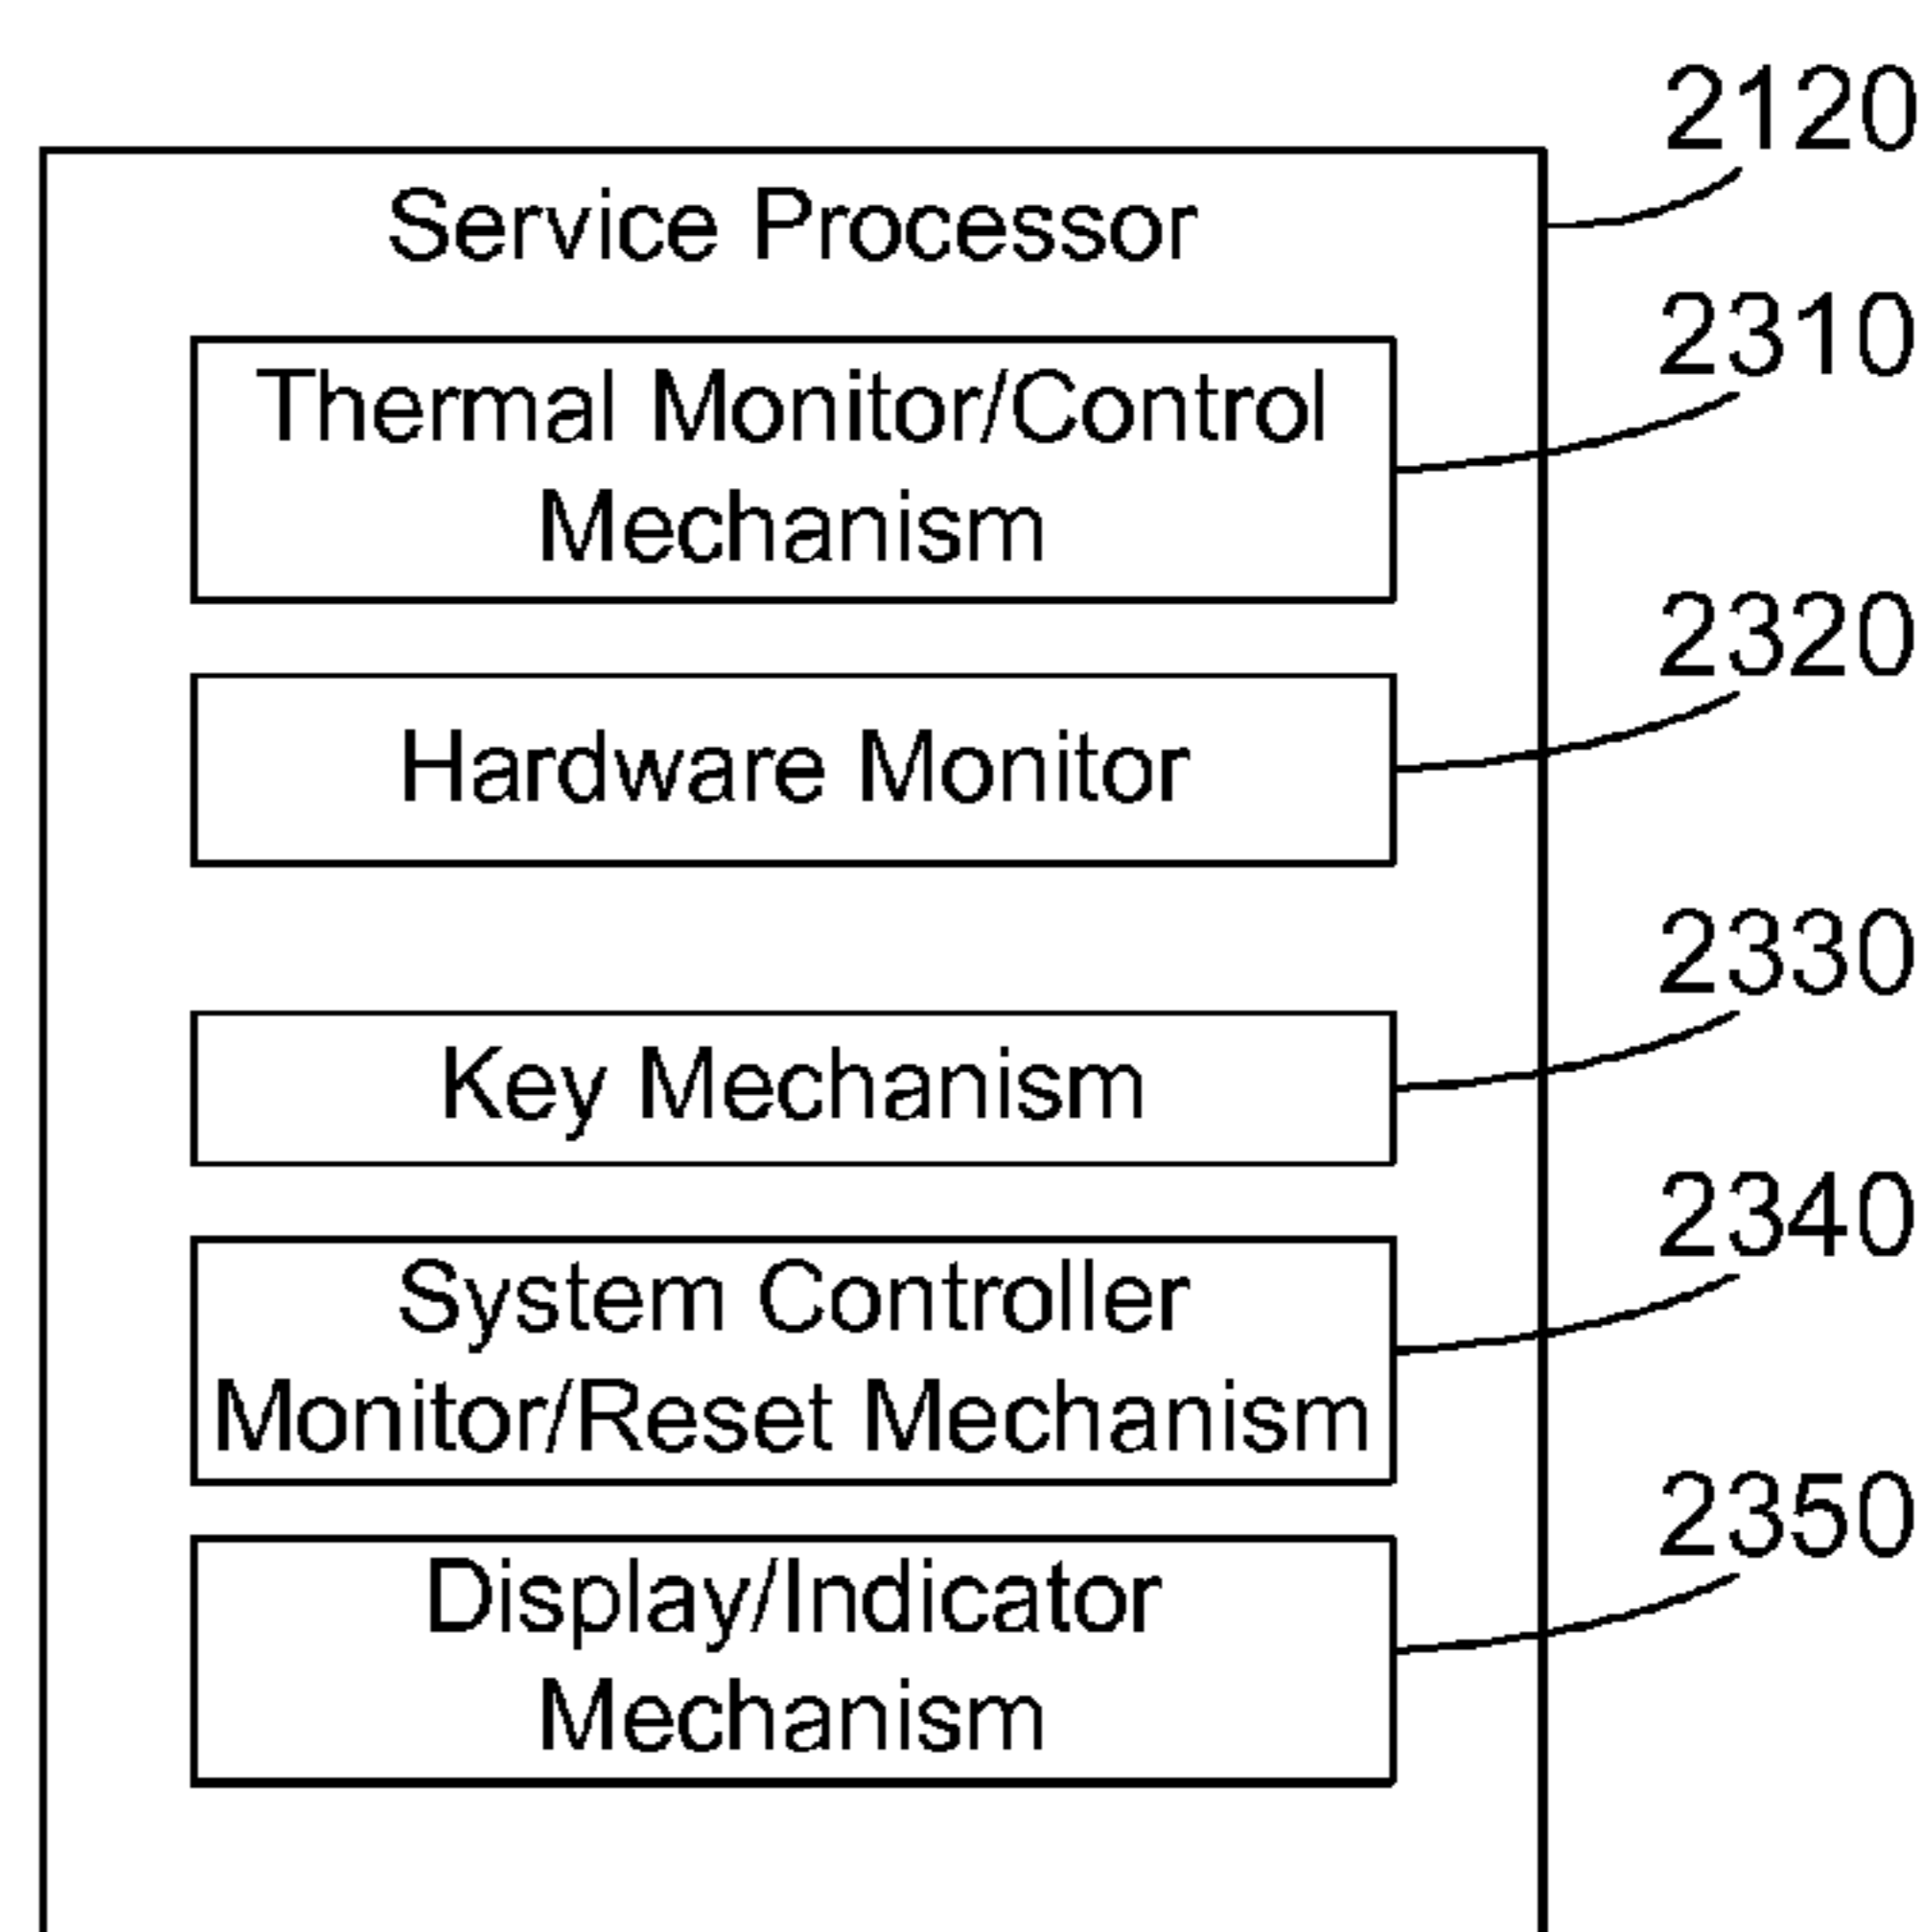 2120
Service Processor
2310
Thermal Monitor/Control
Mechanism
2320
Hardware Monitor
2330
Key Mechanism
2340
System Controller
Monitor/Reset Mechanism
2350
Display/Indicator
Mechanism